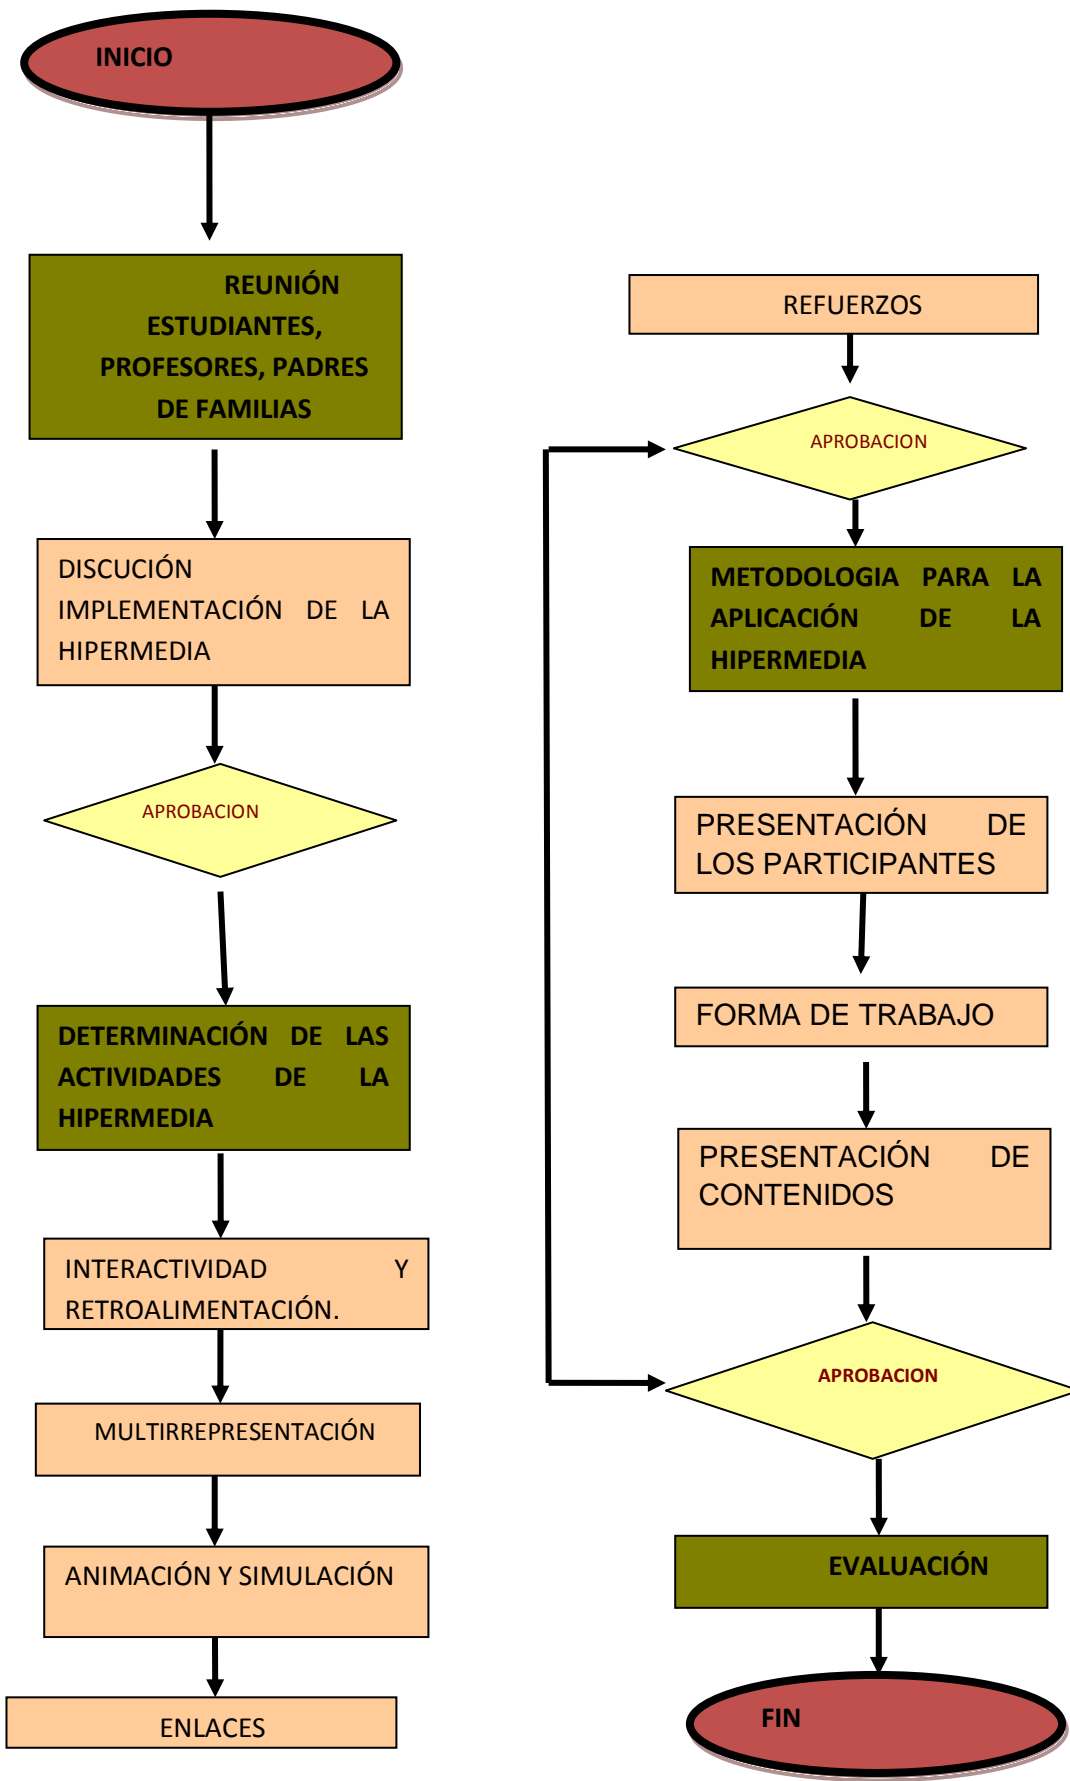 INICIO
REUNIÓN
ESTUDIANTES,
PROFESORES, PADRES
DE FAMILIAS
DISCUCIÓN
IMPLEMENTACIÓN DE LA
HIPERMEDIA
APROBACION
DETERMINACIÓN DE LAS
ACTIVIDADES DE LA
HIPERMEDIA
INTERACTIVIDAD Y
RETROALIMENTACIÓN.
MULTIRREPRESENTACIÓN
ANIMACIÓN Y SIMULACIÓN
ENLACES
REFUERZOS
APROBACION
METODOLOGIA PARA LA
APLICACIÓN DE LA
HIPERMEDIA
PRESENTACIÓN DE
LOS PARTICIPANTES
FORMA DE TRABAJO
PRESENTACIÓN DE
CONTENIDOS
APROBACION
EVALUACIÓN
FIN